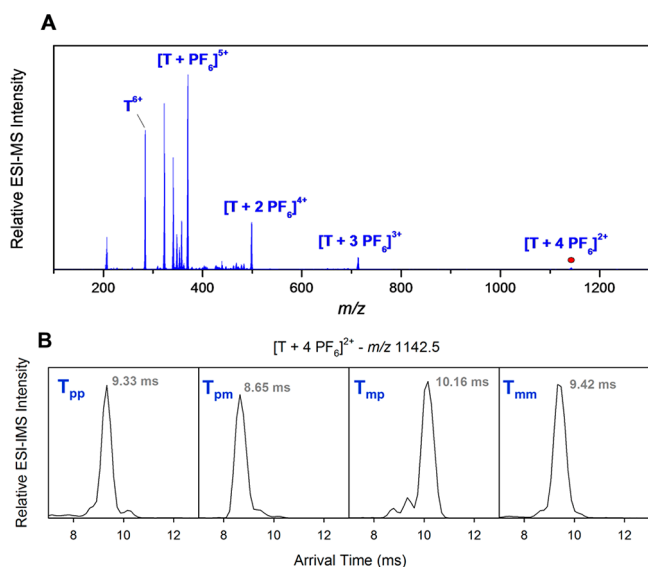 A
[T + PF6]5+
T6+
[T + 2 PF6]4+
[T + 3 PF6]3+
[T + 4 PF6]2+
Relative ESI-MS Intensity
200 400 600 800 1000 1200
m/z
B
[T + 4 PF6]2+ - m/z 1142.5
Tpp 9.33 ms
Tpm 8.65 ms
Tmp 10.16 ms
Tmm 9.42 ms
Relative ESI-IMS Intensity
8 10 12 8 10 12 8 10 12 8 10 12
Arrival Time (ms)